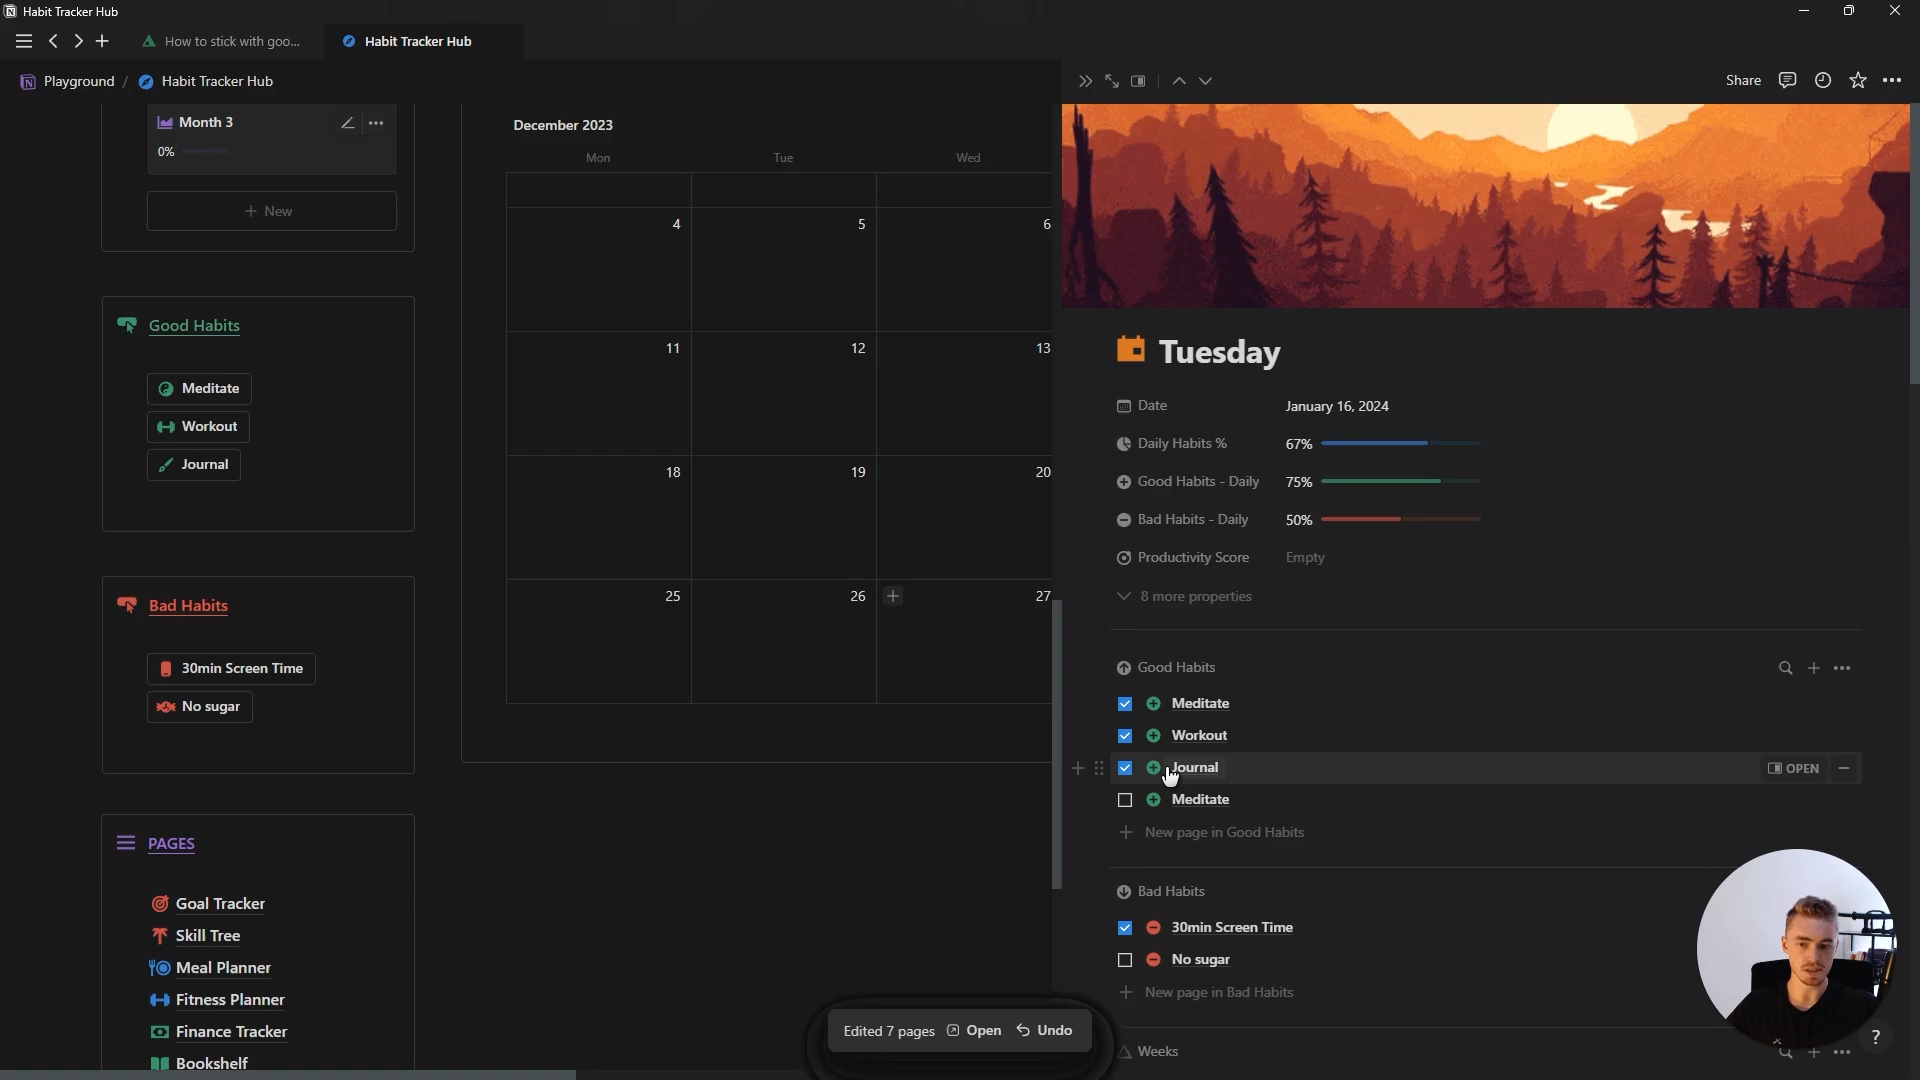 Habit Tracker Hub
How to stick with goo...
Habit Tracker Hub
Playground / Habit Tracker Hub
Share
Month 3
0%
+ New
Good Habits
Meditate
Workout
Journal
Bad Habits
30min Screen Time
No sugar
PAGES
Goal Tracker
Skill Tree
Meal Planner
Fitness Planner
Finance Tracker
Bookshelf
December 2023
Mon Tue Wed
4 5 6
11 12 13
18 19 20
25 26 27
Tuesday
Date January 16, 2024
Daily Habits % 67%
Good Habits - Daily 75%
Bad Habits - Daily 50%
Productivity Score Empty
8 more properties
Good Habits
Meditate
Workout
Journal OPEN
Meditate
New page in Good Habits
Bad Habits
30min Screen Time
No sugar
New page in Bad Habits
Weeks
Edited 7 pages Open Undo
?